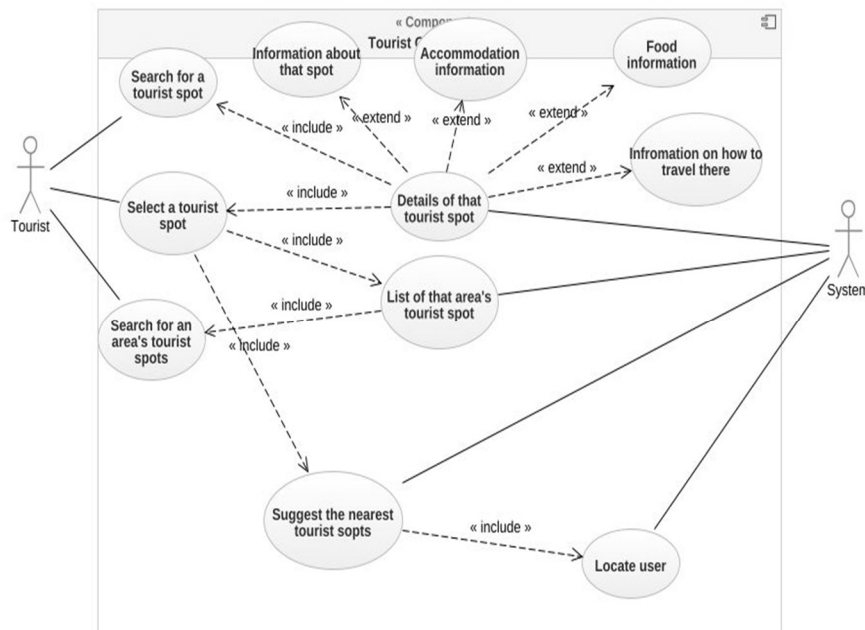 « Compon
Tourist
Information about
that spot
Accommodation
information
Food
information
Search for a
tourist spot
« extend »
« extend »
« extend »
« include »
« extend »
Infromation on how to
travel there
« include »
Select a tourist
spot
Details of that
tourist spot
Tourist
« include »
List of that area's
tourist spot
System
« include »
Search for an
area's tourist
spots
« include »
Suggest the nearest
tourist sopts
« include »
Locate user